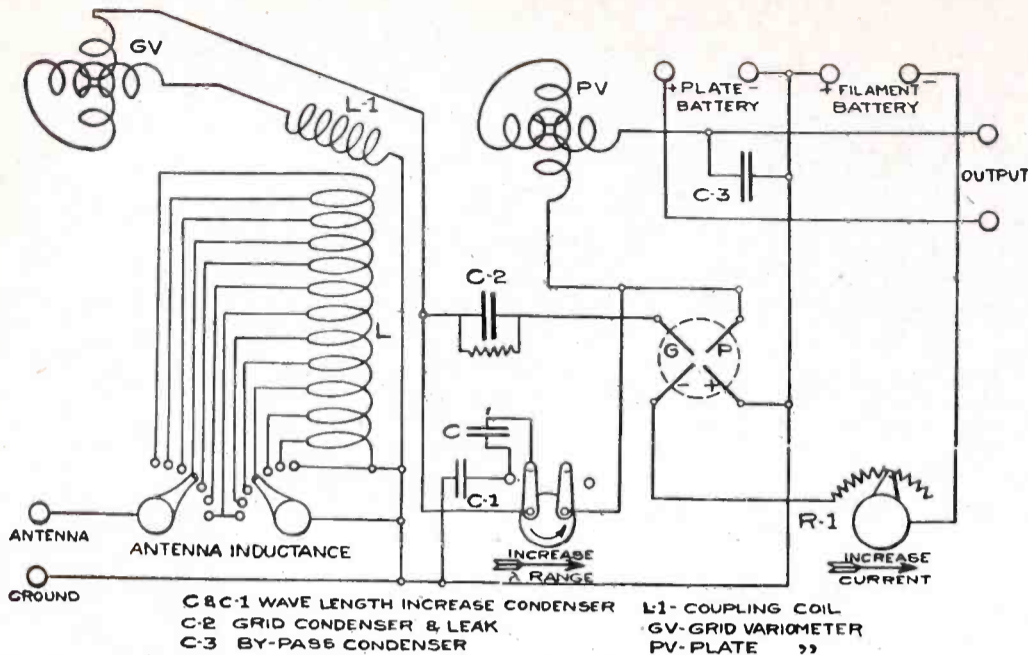 GV
L-1
PV
+ PLATE - BATTERY
+ FILAMENT - BATTERY
C-3
OUTPUT
C-2
L
G P
- +
C
C-1
R-1
ANTENNA
ANTENNA INDUCTANCE
INCREASE
λ RANGE
INCREASE
CURRENT
GROUND
C & C-1 WAVE LENGTH INCREASE CONDENSER
C-2 GRID CONDENSER & LEAK
C-3 BY-PASS CONDENSER
L-1- COUPLING COIL
GV-GRID VARIOMETER
PV-PLATE ,,